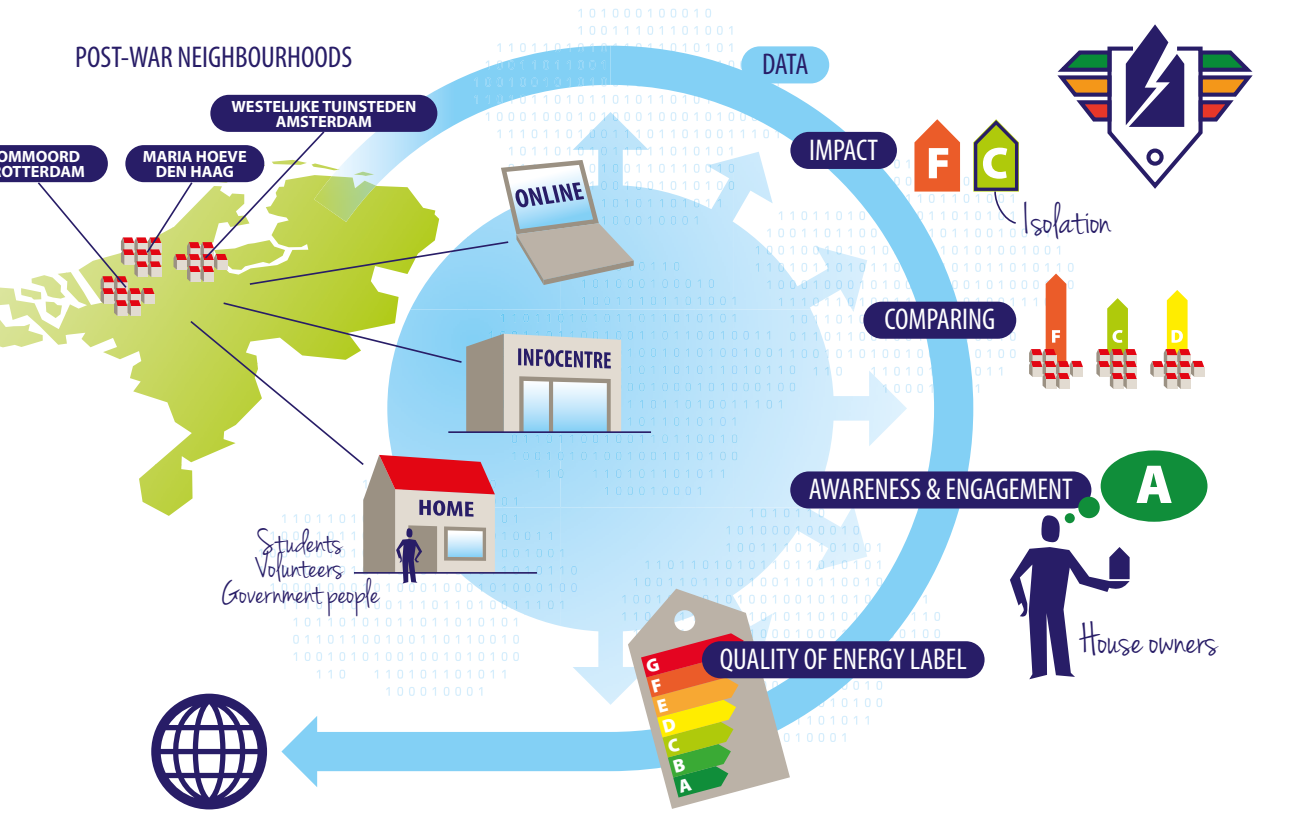 POST-WAR NEIGHBOURHOODS
DATA
WESTELIJKE TUINSTEDEN
AMSTERDAM
OMMOORD
ROTTERDAM
MARIA HOEVE
DEN HAAG
IMPACT
F
C
Isolation
ONLINE
COMPARING
F
C
D
INFOCENTRE
AWARENESS & ENGAGEMENT
A
HOME
Students
Volunteers
Government people
House owners
QUALITY OF ENERGY LABEL
G
F
E
D
C
B
A